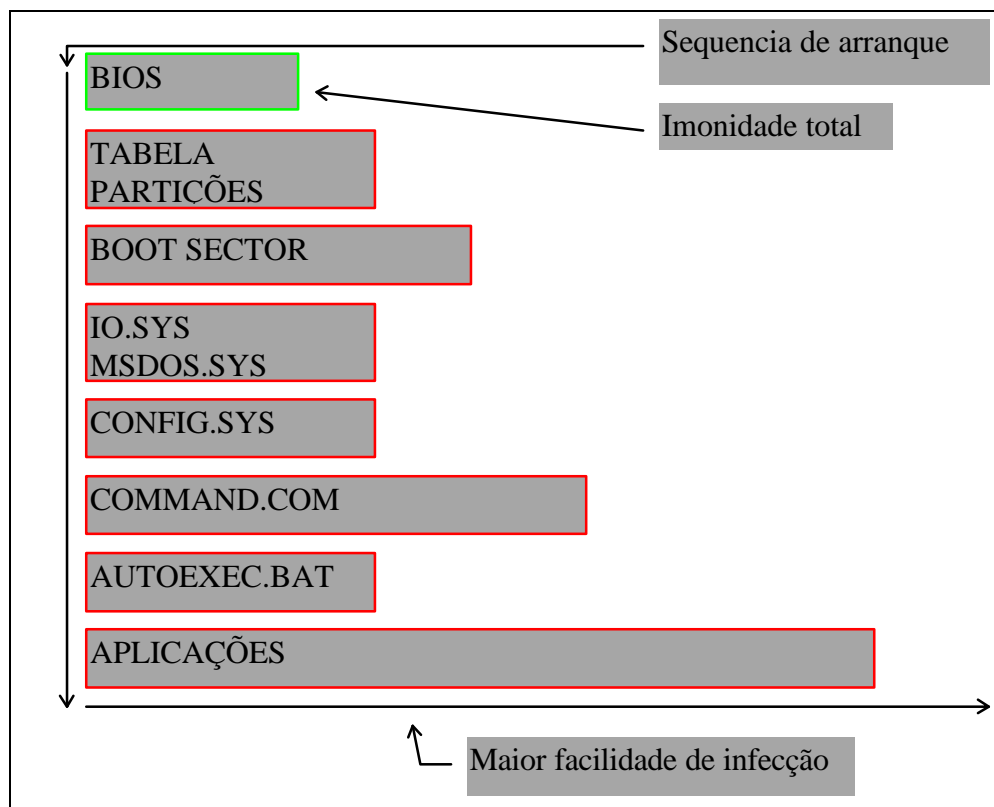 Sequencia de arranque
BIOS
Imonidade total
TABELA
PARTIÇÕES
BOOT SECTOR
IO.SYS
MSDOS.SYS
CONFIG.SYS
COMMAND.COM
AUTOEXEC.BAT
APLICAÇÕES
Maior facilidade de infecção